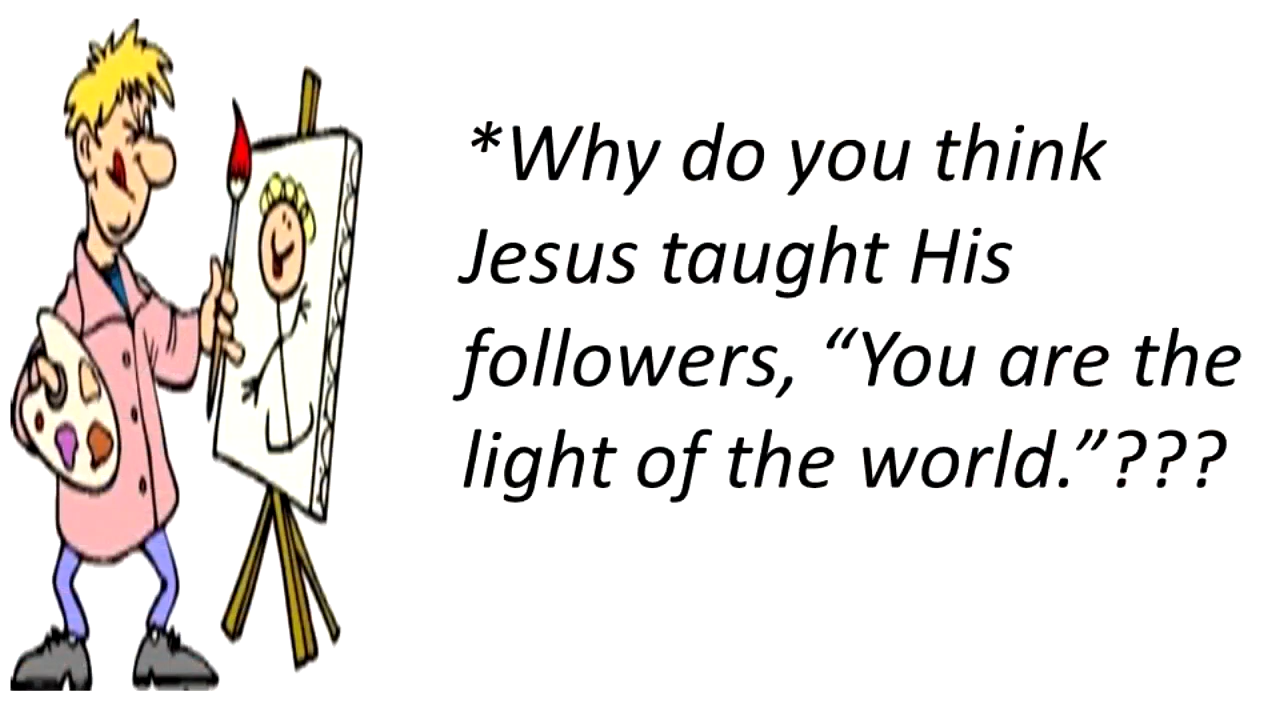 *Why do you think
Jesus taught His
followers, “You are the
light of the world.”???